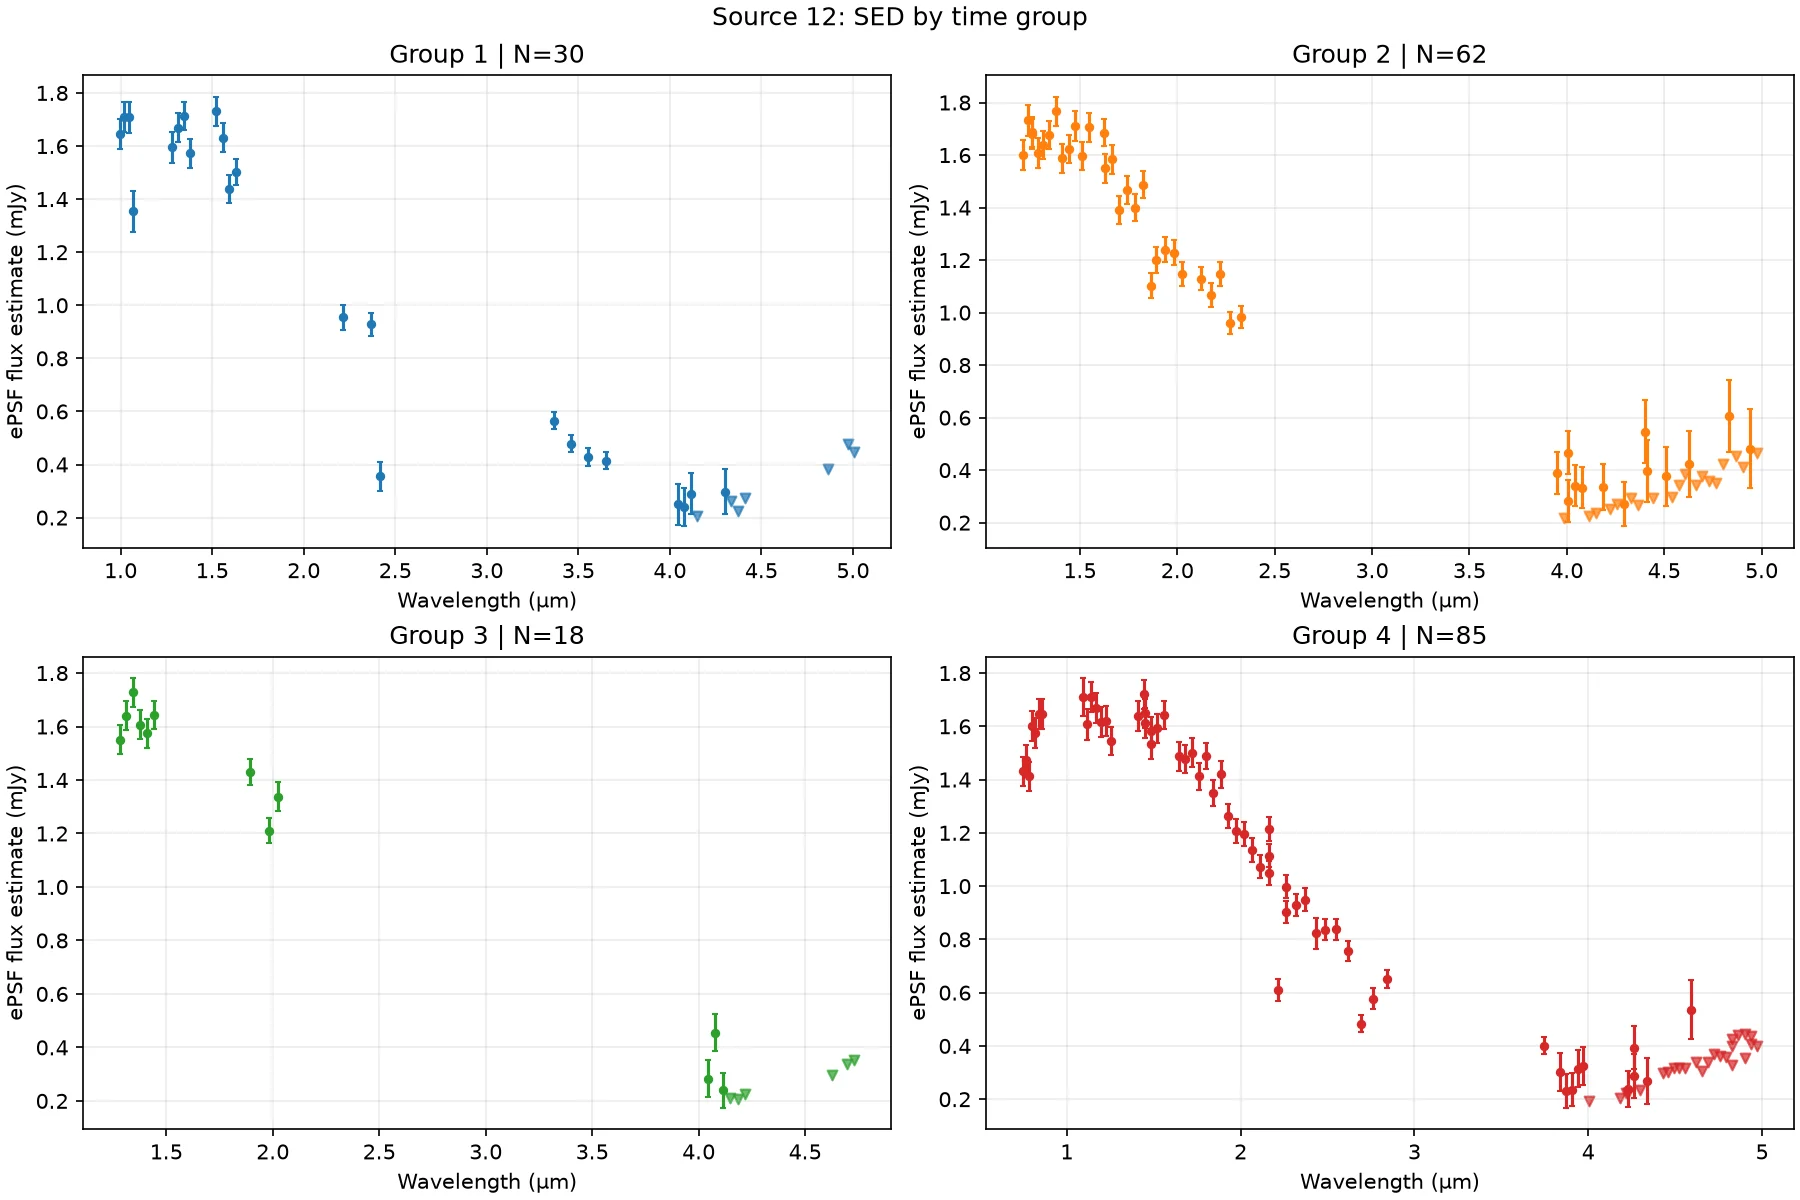 Source 12: SED by time group
Group 1 | N=30
ePSF flux estimate (mJy)
1.8
1.6
1.4
1.2
1.0
0.8
0.6
0.4
0.2
1.0 1.5 2.0 2.5 3.0 3.5 4.0 4.5 5.0
Wavelength (μm)
Group 2 | N=62
ePSF flux estimate (mJy)
1.8
1.6
1.4
1.2
1.0
0.8
0.6
0.4
0.2
1.5 2.0 2.5 3.0 3.5 4.0 4.5 5.0
Wavelength (μm)
Group 3 | N=18
ePSF flux estimate (mJy)
1.8
1.6
1.4
1.2
1.0
0.8
0.6
0.4
0.2
1.5 2.0 2.5 3.0 3.5 4.0 4.5
Wavelength (μm)
Group 4 | N=85
ePSF flux estimate (mJy)
1.8
1.6
1.4
1.2
1.0
0.8
0.6
0.4
0.2
1 2 3 4 5
Wavelength (μm)